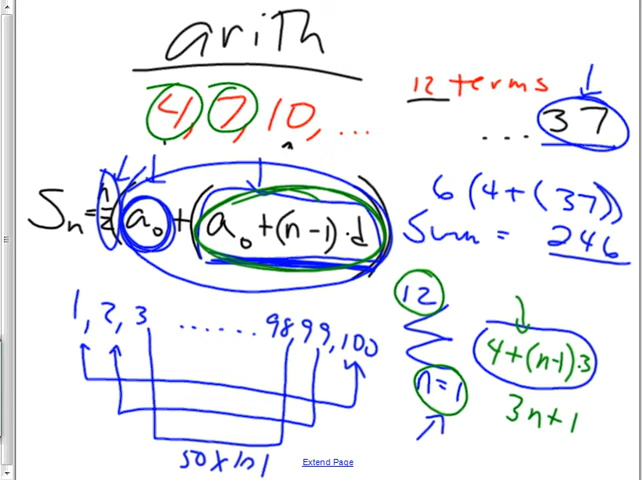 arith
12 terms
4, 7, 10, ...
... 37
Sn = n/2 (a₀ + (a₀ + (n-1)·d))
6 (4 + (37))
Sum = 246
1, 2, 3 ...... 98, 99, 100
50 x 101
12
Σ
n=1
4+(n-1)·3
3n+1
Extend Page